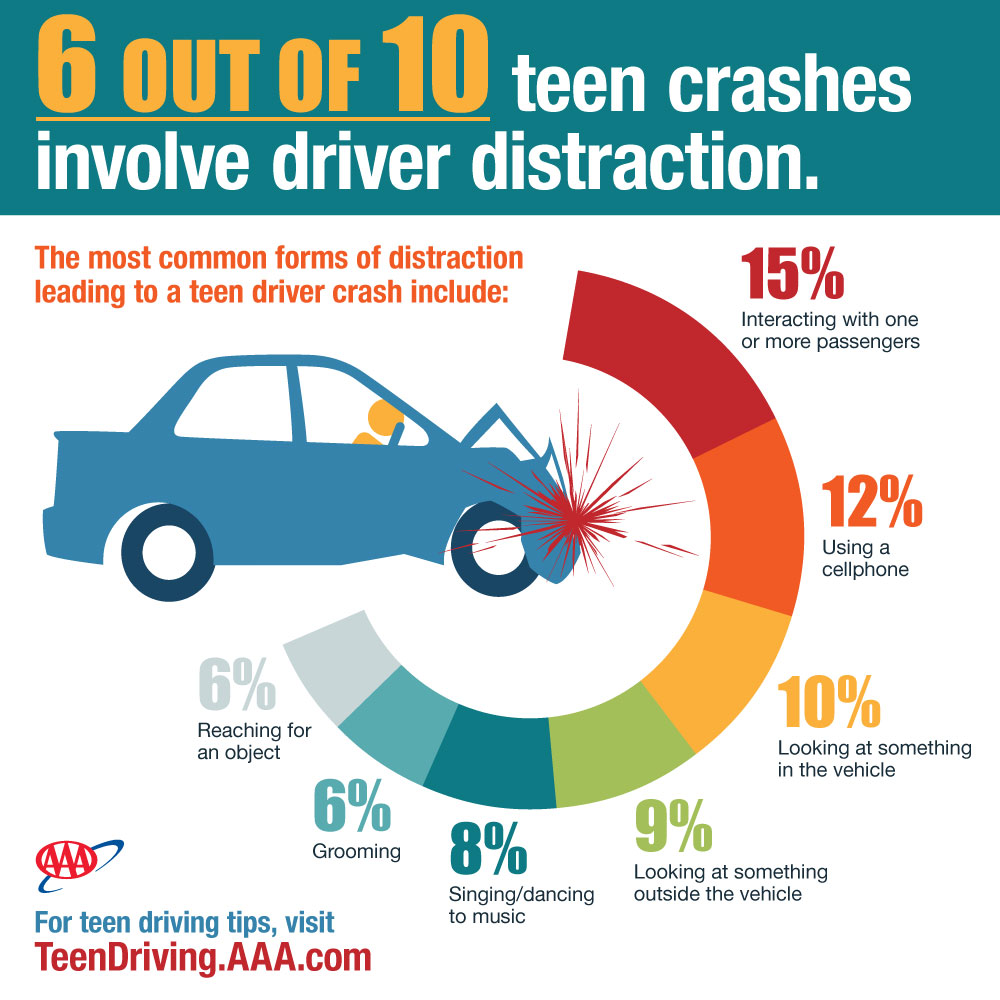 6 OUT OF 10 teen crashes
involve driver distraction.
The most common forms of distraction
leading to a teen driver crash include:
15%
Interacting with one
or more passengers
12%
Using a
cellphone
10%
Looking at something
in the vehicle
9%
Looking at something
outside the vehicle
8%
Singing/dancing
to music
6%
Grooming
6%
Reaching for
an object
AAA
For teen driving tips, visit
TeenDriving.AAA.com